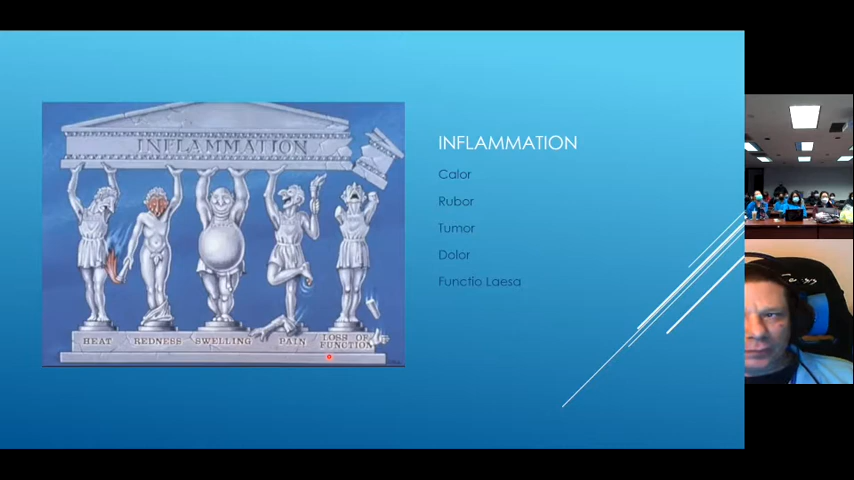 INFLAMMATION
HEAT
REDNESS
SWELLING
PAIN
LOSS OF
FUNCTION
INFLAMMATION
Calor
Rubor
Tumor
Dolor
Functio Laesa